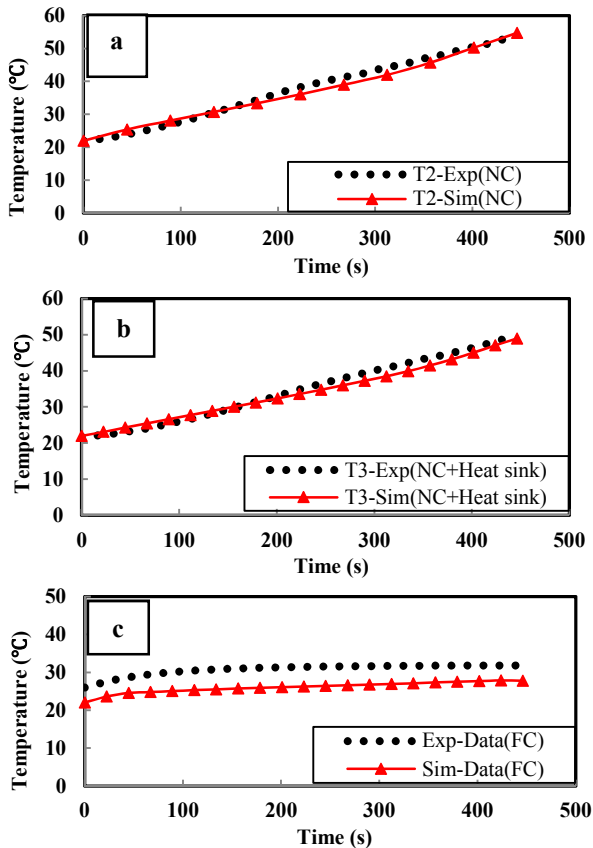 60
50
40
30
20
10
0
Temperature (℃)
a
T2-Exp(NC)
T2-Sim(NC)
0 100 200 300 400 500
Time (s)
60
50
40
30
20
10
0
Temperature (℃)
b
T3-Exp(NC+Heat sink)
T3-Sim(NC+Heat sink)
0 100 200 300 400 500
Time (s)
50
40
30
20
10
0
Temperature (℃)
c
Exp-Data(FC)
Sim-Data(FC)
0 100 200 300 400 500
Time (s)